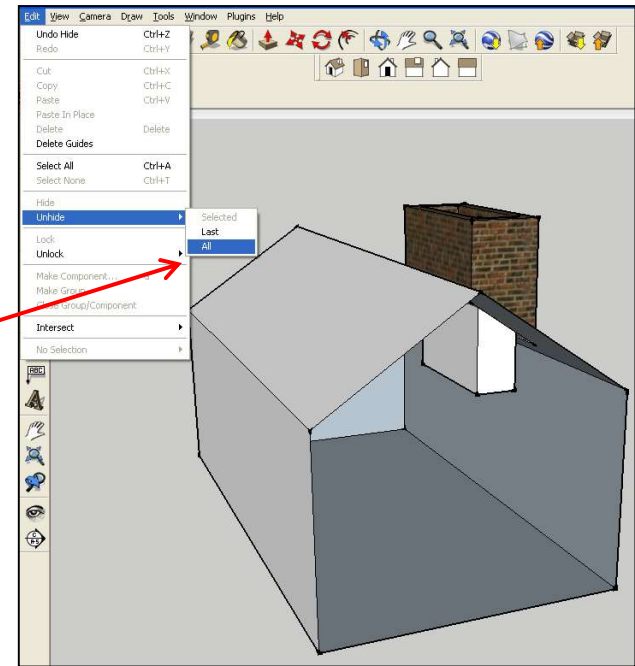 Edit View Camera Draw Tools Window Plugins Help
Undo Hide Ctrl+Z
Redo Ctrl+Y
Cut Ctrl+X
Copy Ctrl+C
Paste Ctrl+V
Paste In Place
Delete Delete
Delete Guides
Select All Ctrl+A
Select None Ctrl+T
Hide
Unhide
Selected
Last
All
Lock
Unlock
Make Component...
Make Group
Close Group/Component
Intersect
No Selection
ABC